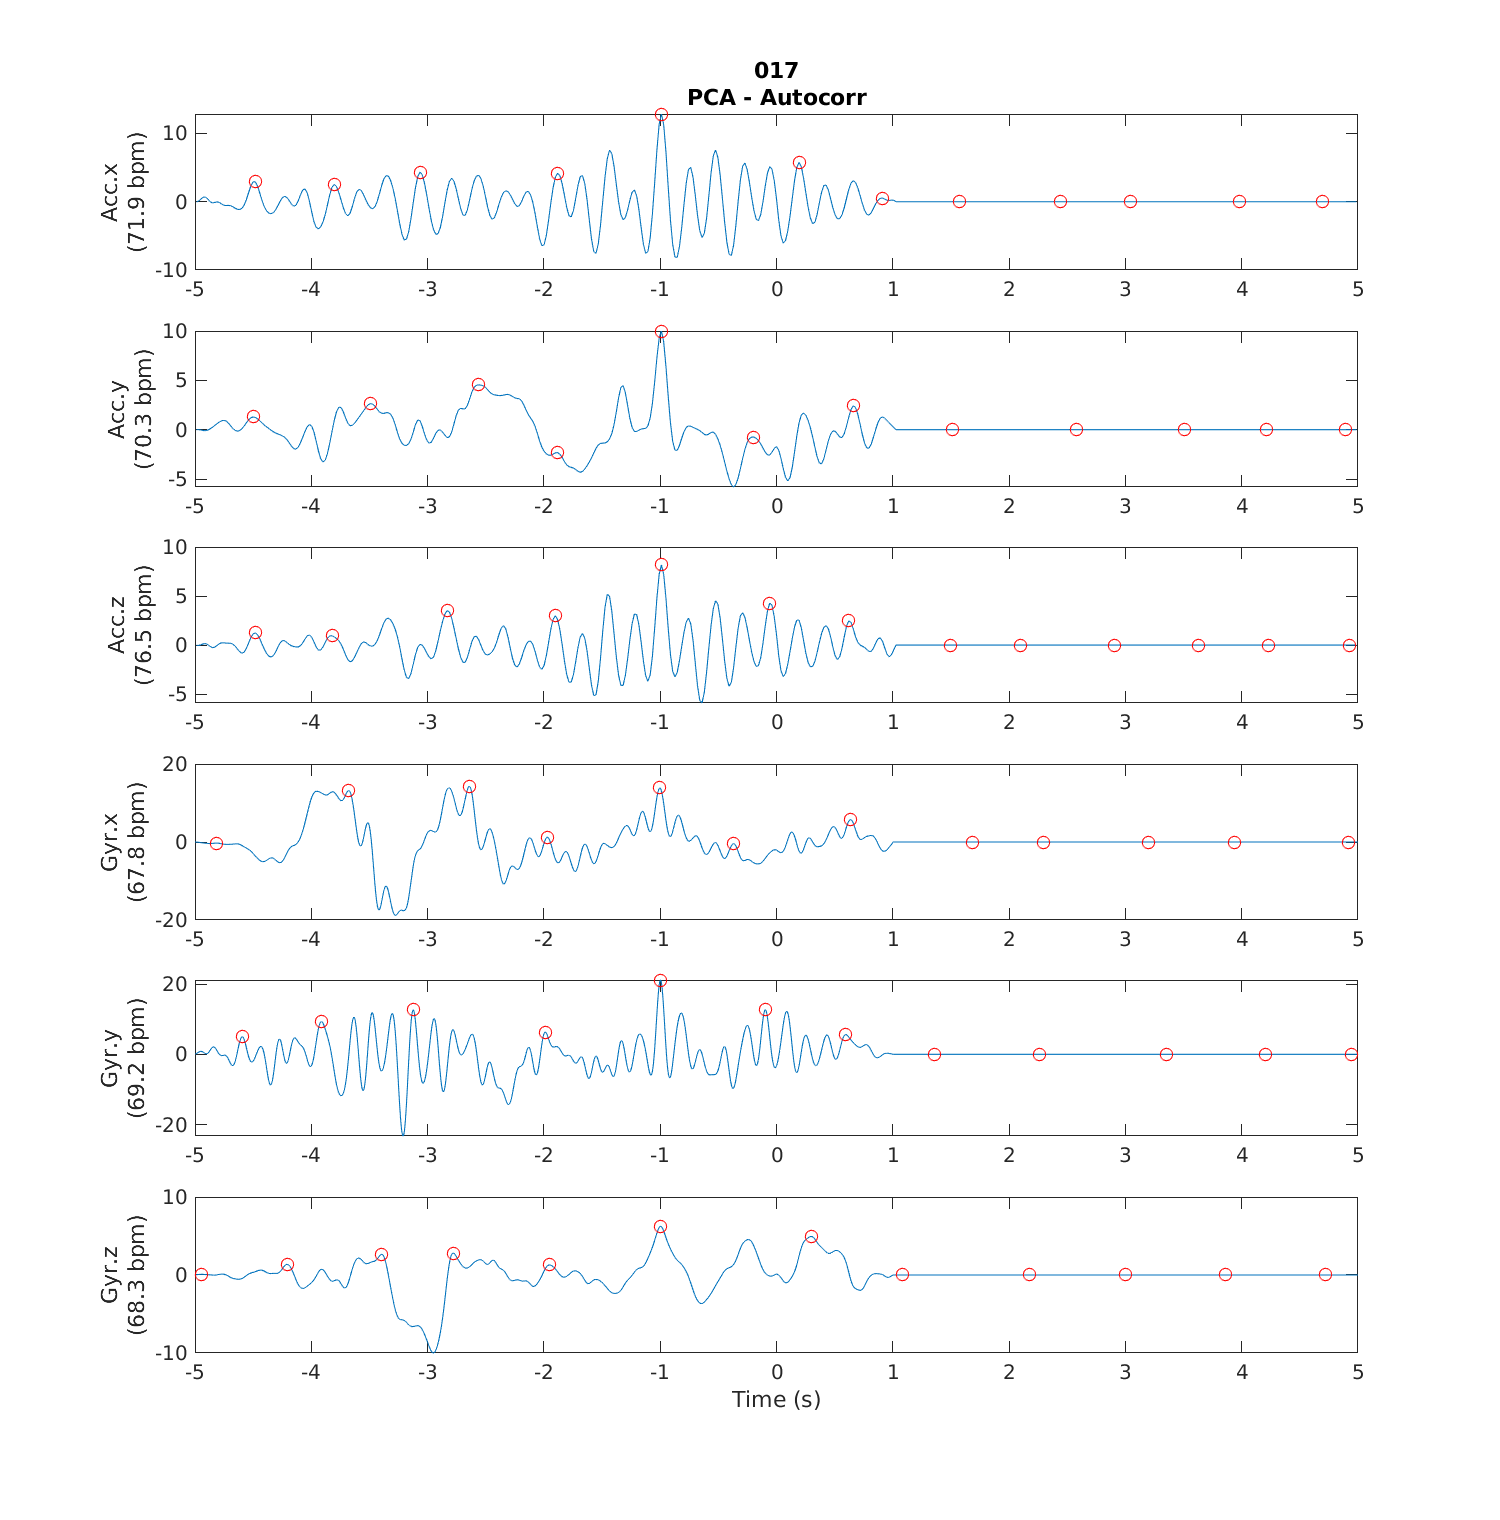 017
PCA - Autocorr
Acc.x
(71.9 bpm)
10
0
-10
-5 -4 -3 -2 -1 0 1 2 3 4 5
Acc.y
(70.3 bpm)
10
5
0
-5
-5 -4 -3 -2 -1 0 1 2 3 4 5
Acc.z
(76.5 bpm)
10
5
0
-5
-5 -4 -3 -2 -1 0 1 2 3 4 5
Gyr.x
(67.8 bpm)
20
0
-20
-5 -4 -3 -2 -1 0 1 2 3 4 5
Gyr.y
(69.2 bpm)
20
0
-20
-5 -4 -3 -2 -1 0 1 2 3 4 5
Gyr.z
(68.3 bpm)
10
0
-10
-5 -4 -3 -2 -1 0 1 2 3 4 5
Time (s)